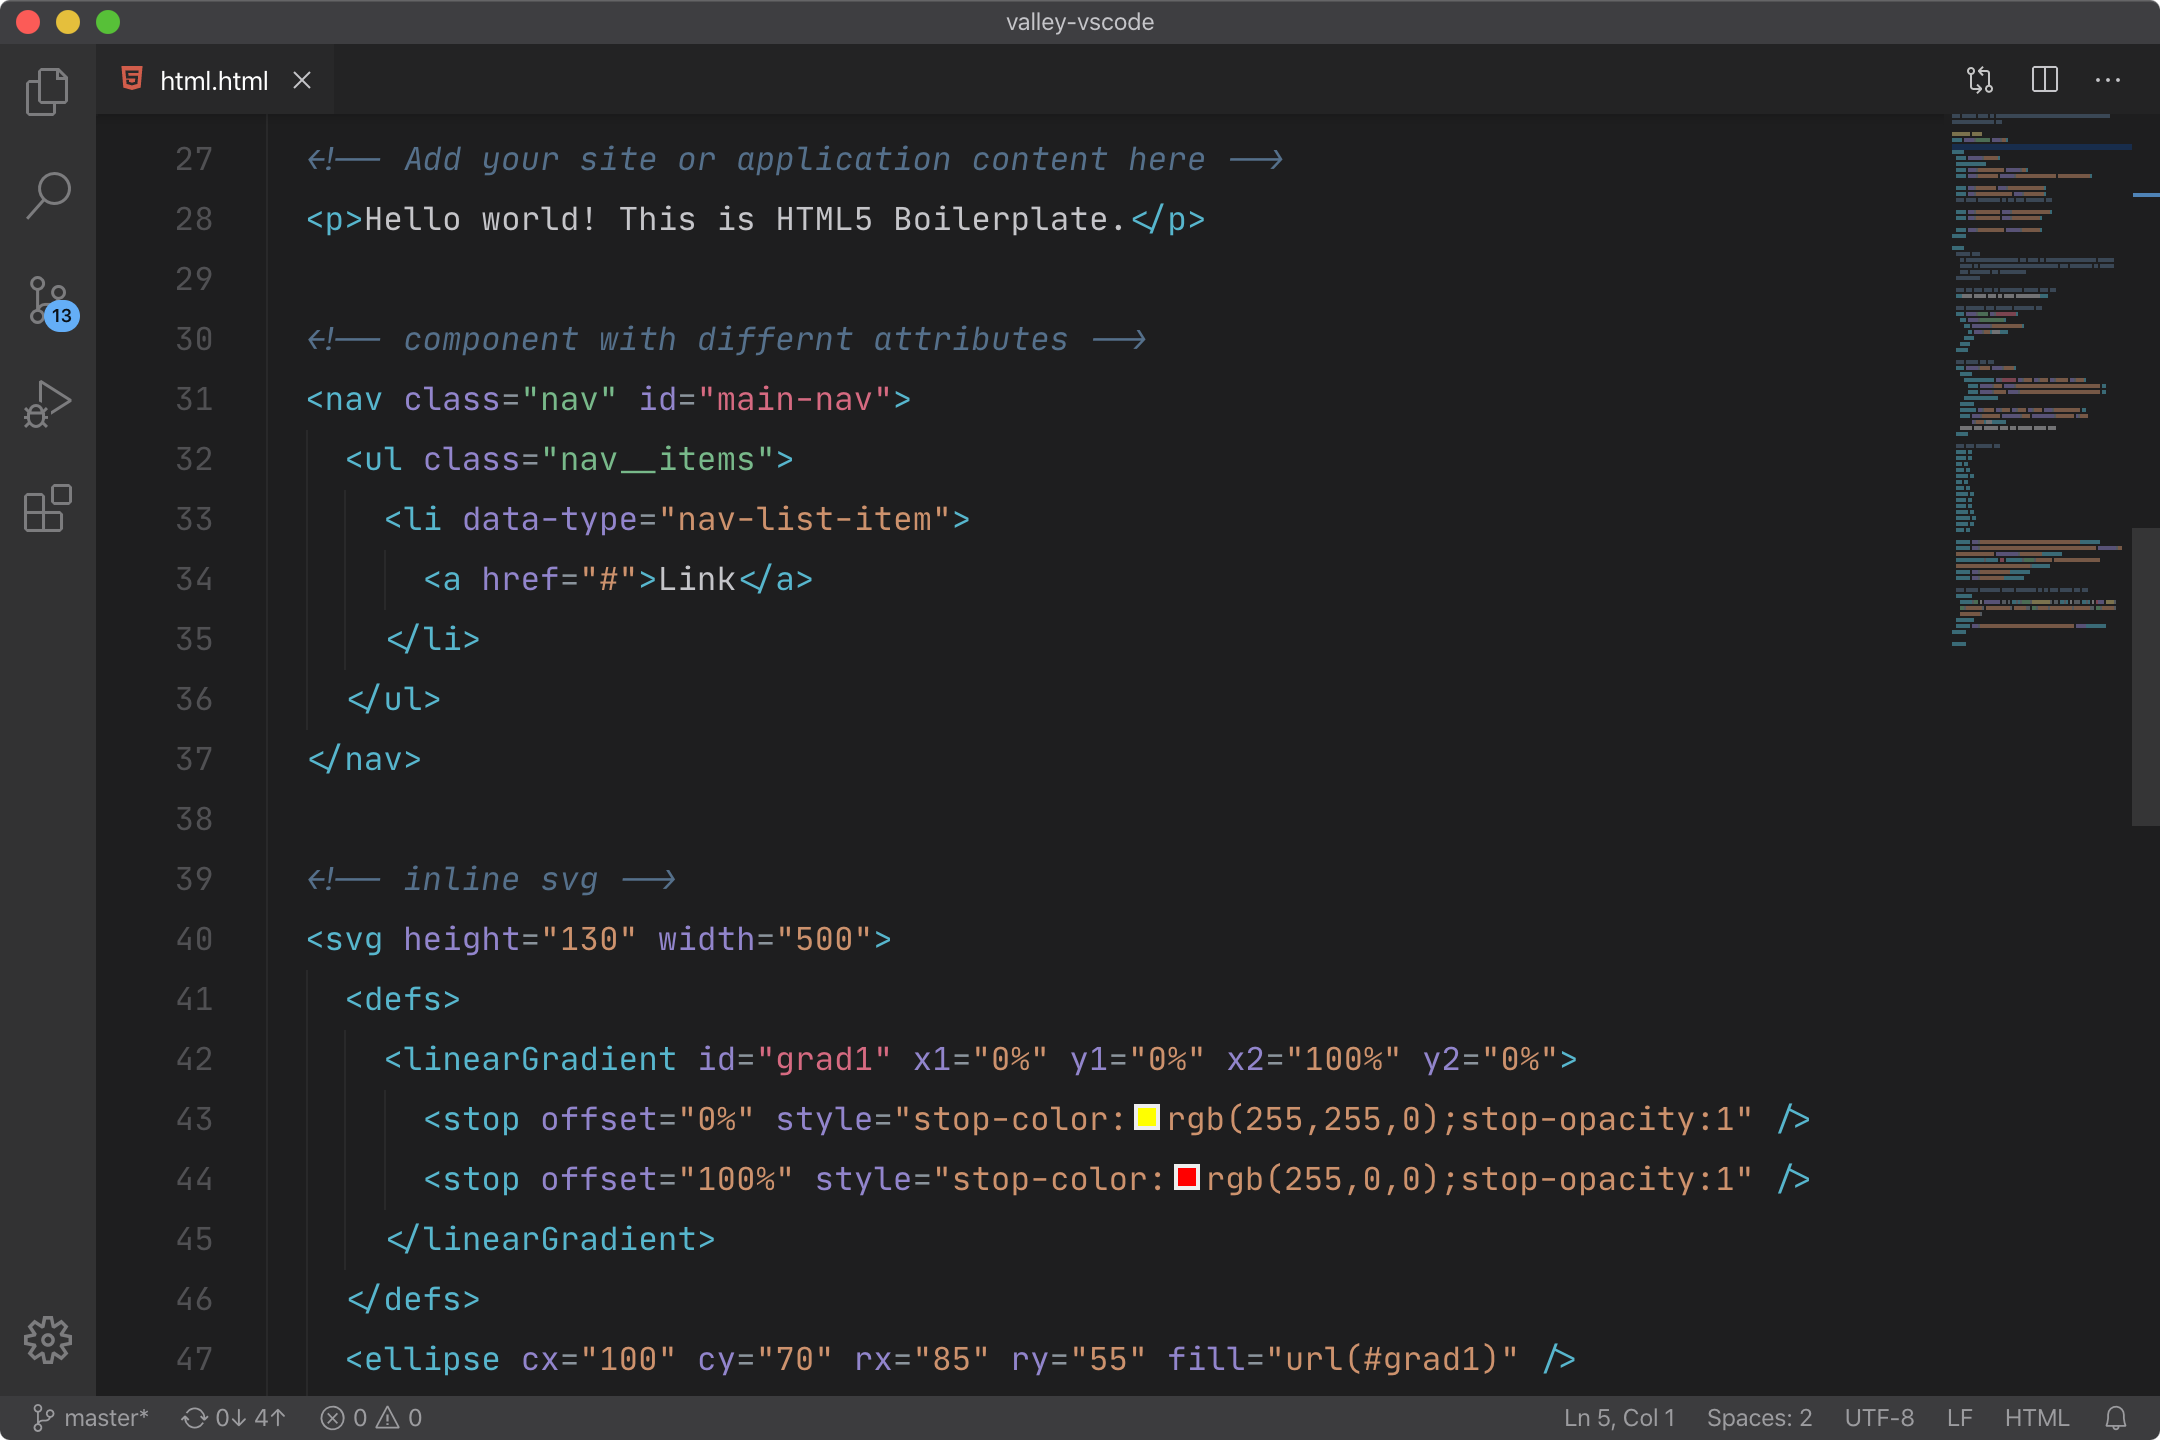 valley-vscode
html.html
27 <!-- Add your site or application content here -->
28 <p>Hello world! This is HTML5 Boilerplate.</p>
29
30 <!-- component with differnt attributes -->
31 <nav class="nav" id="main-nav">
32 <ul class="nav__items">
33 <li data-type="nav-list-item">
34 <a href="#">Link</a>
35 </li>
36 </ul>
37 </nav>
38
39 <!-- inline svg -->
40 <svg height="130" width="500">
41 <defs>
42 <linearGradient id="grad1" x1="0%" y1="0%" x2="100%" y2="0%">
43 <stop offset="0%" style="stop-color:rgb(255,255,0);stop-opacity:1" />
44 <stop offset="100%" style="stop-color:rgb(255,0,0);stop-opacity:1" />
45 </linearGradient>
46 </defs>
47 <ellipse cx="100" cy="70" rx="85" ry="55" fill="url(#grad1)" />
13
master* 0↓ 4↑ 0 0 Ln 5, Col 1 Spaces: 2 UTF-8 LF HTML